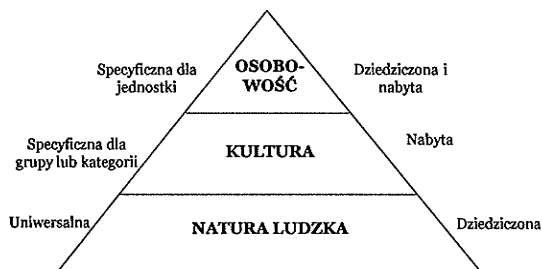 OSOBO-
WOŚĆ
Specyficzna dla
jednostki
Dziedziczona i
nabyta
Specyficzna dla
grupy lub kategorii
KULTURA
Nabyta
Uniwersalna
NATURA LUDZKA
Dziedziczona